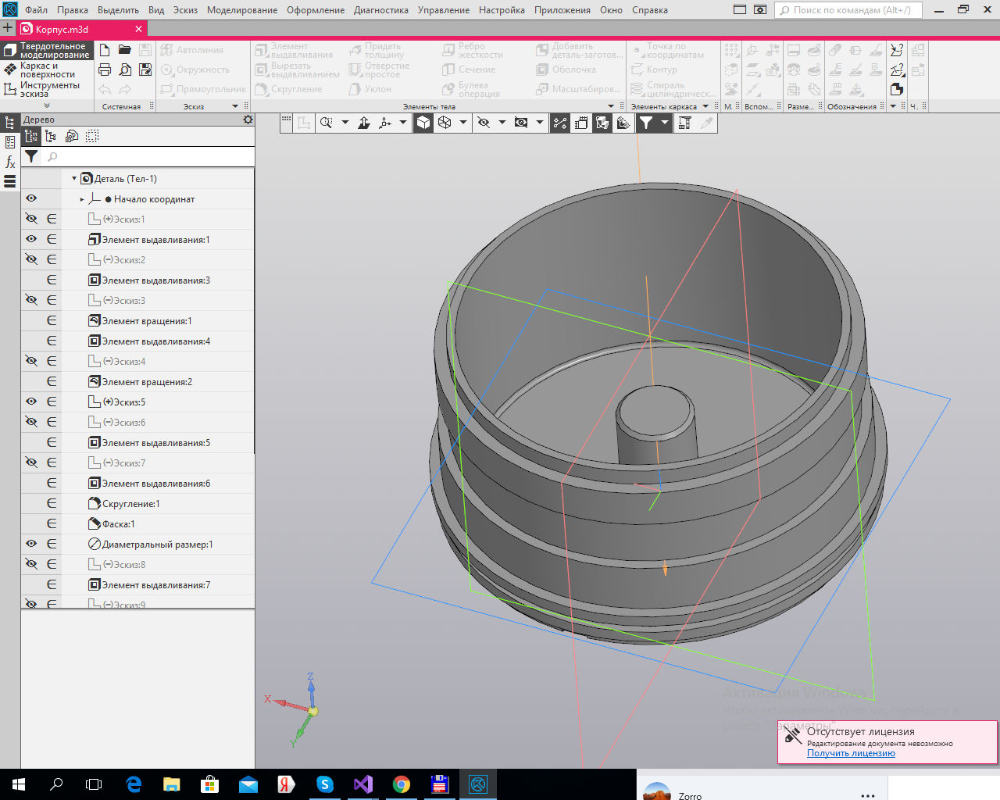 Файл Правка Выделить Вид Эскиз Моделирование Оформление Диагностика Управление Настройка Приложения Окно Справка
Поиск по командам (Alt+/)
Корпус.m3d
Твердотельное моделирование
Каркас и поверхности
Инструменты эскиза
Системная
Автолиния
Окружность
Прямоугольник
Эскиз
Элемент выдавливания
Вырезать выдавливанием
Скругление
Придать толщину
Отверстие простое
Уклон
Ребро жесткости
Сечение
Булева операция
Добавить деталь-заготов...
Оболочка
Масштабиров...
Элементы тела
Точка по координатам
Контур
Спираль цилиндрическ...
Элементы каркаса
М.
Вспом...
Разме...
Обозначения
Ч.
Дерево
Деталь (Тел-1)
Начало координат
(+)Эскиз:1
Элемент выдавливания:1
(−)Эскиз:2
Элемент выдавливания:3
(−)Эскиз:3
Элемент вращения:1
Элемент выдавливания:4
(−)Эскиз:4
Элемент вращения:2
(+)Эскиз:5
(−)Эскиз:6
Элемент выдавливания:5
(−)Эскиз:7
Элемент выдавливания:6
Скругление:1
Фаска:1
Диаметральный размер:1
(−)Эскиз:8
Элемент выдавливания:7
(−)Эскиз:9
Z
X
Y
Активация Windows
Чтобы активировать Windows, перейдите в
"Параметры"
Отсутствует лицензия
Редактирование документа невозможно
Получить лицензию
Zorro